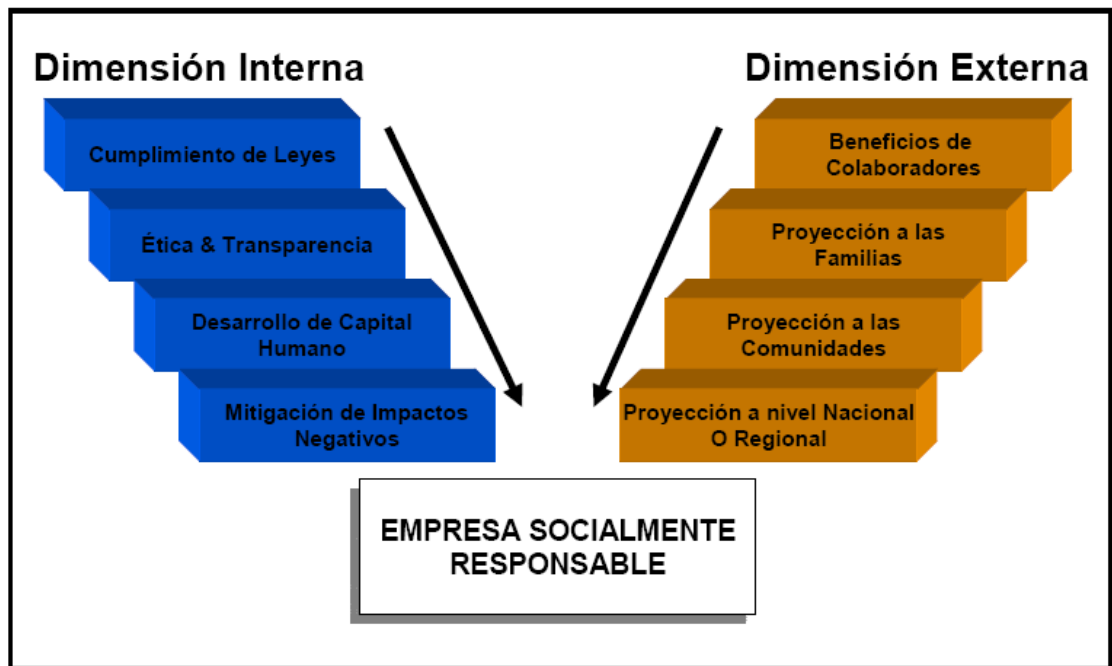 Dimensión Interna
Cumplimiento de Leyes
Ética & Transparencia
Desarrollo de Capital
Humano
Mitigación de Impactos
Negativos
Dimensión Externa
Beneficios de
Colaboradores
Proyección a las
Familias
Proyección a las
Comunidades
Proyección a nivel Nacional
O Regional
EMPRESA SOCIALMENTE
RESPONSABLE